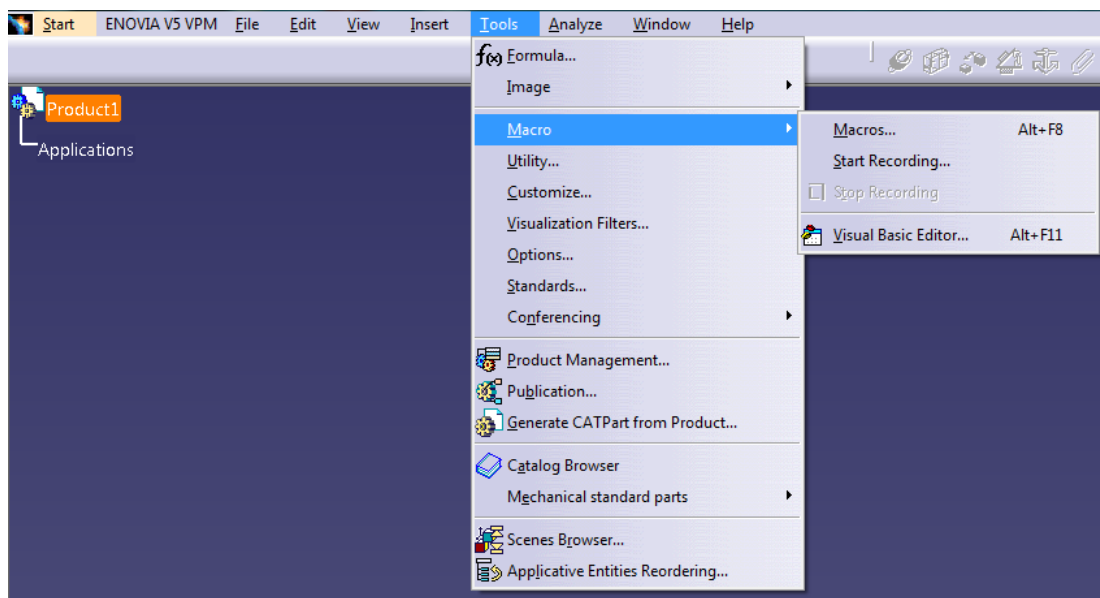 Start ENOVIA V5 VPM File Edit View Insert Tools Analyze Window Help
f(x) Formula...
Image
Product1
Applications
Macro
Utility...
Customize...
Visualization Filters...
Options...
Standards...
Conferencing
Product Management...
Publication...
Generate CATPart from Product...
Catalog Browser
Mechanical standard parts
Scenes Browser...
Applicative Entities Reordering...
Macros... Alt+F8
Start Recording...
Stop Recording
Visual Basic Editor... Alt+F11